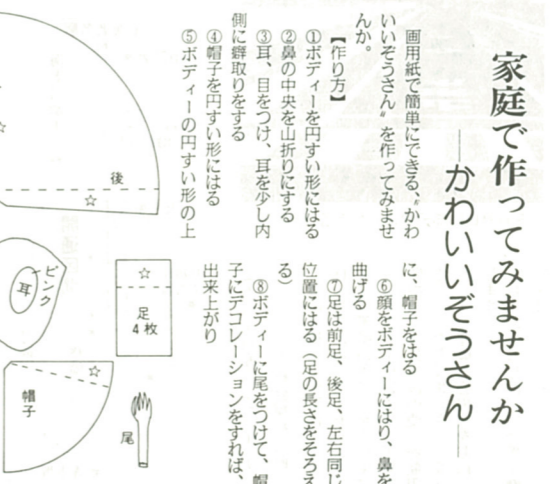 家庭で作ってみませんか
―かわいいぞうさん―
画用紙で簡単にできる、〝かわ
いいぞうさん〟を作ってみませ
んか。
【作り方】
①ボディーを円すい形にはる
②鼻の中央を山折りにする
③耳、目をつけ、耳を少し内
側に癖取りをする
④帽子を円すい形にはる
⑤ボディーの円すい形の上
に、帽子をはる
⑥顔をボディーにはり、鼻を
曲げる
⑦足は前足、後足、左右同じ
位置にはる（足の長さをそろえ
る）
⑧ボディーに尾をつけて、帽
子にデコレーションをすれば、
出来上がり
後
☆
☆
足
4枚
ピンク
耳
☆
帽子
尾